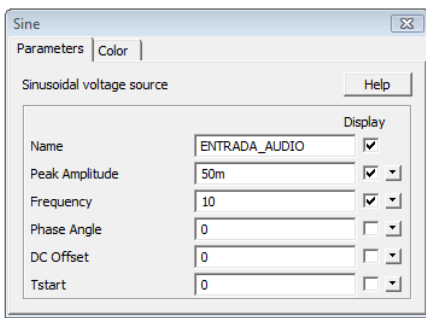 Sine
Parameters Color
Sinusoidal voltage source Help
Display
Name ENTRADA_AUDIO
Peak Amplitude 50m
Frequency 10
Phase Angle 0
DC Offset 0
Tstart 0